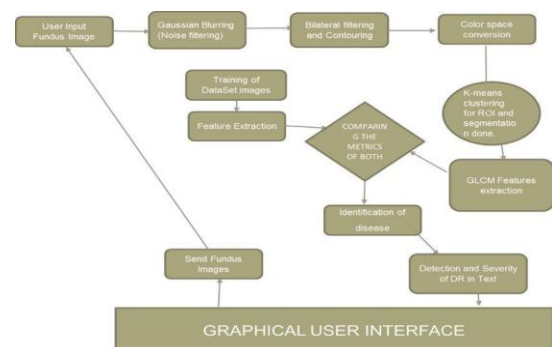 User Input
Fundus Image
Gaussian Blurring
(Noise filtering)
Bilateral filtering
and Contouring
Color space
conversion
Training of
DataSet images
Feature Extraction
COMPARIN
G THE
METRICS
OF BOTH
K-means
clustering
for ROI and
segmentatio
n done.
GLCM Features
extraction
Identification of
disease
Send Fundus
Images
Detection and Severity
of DR in Text
GRAPHICAL USER INTERFACE